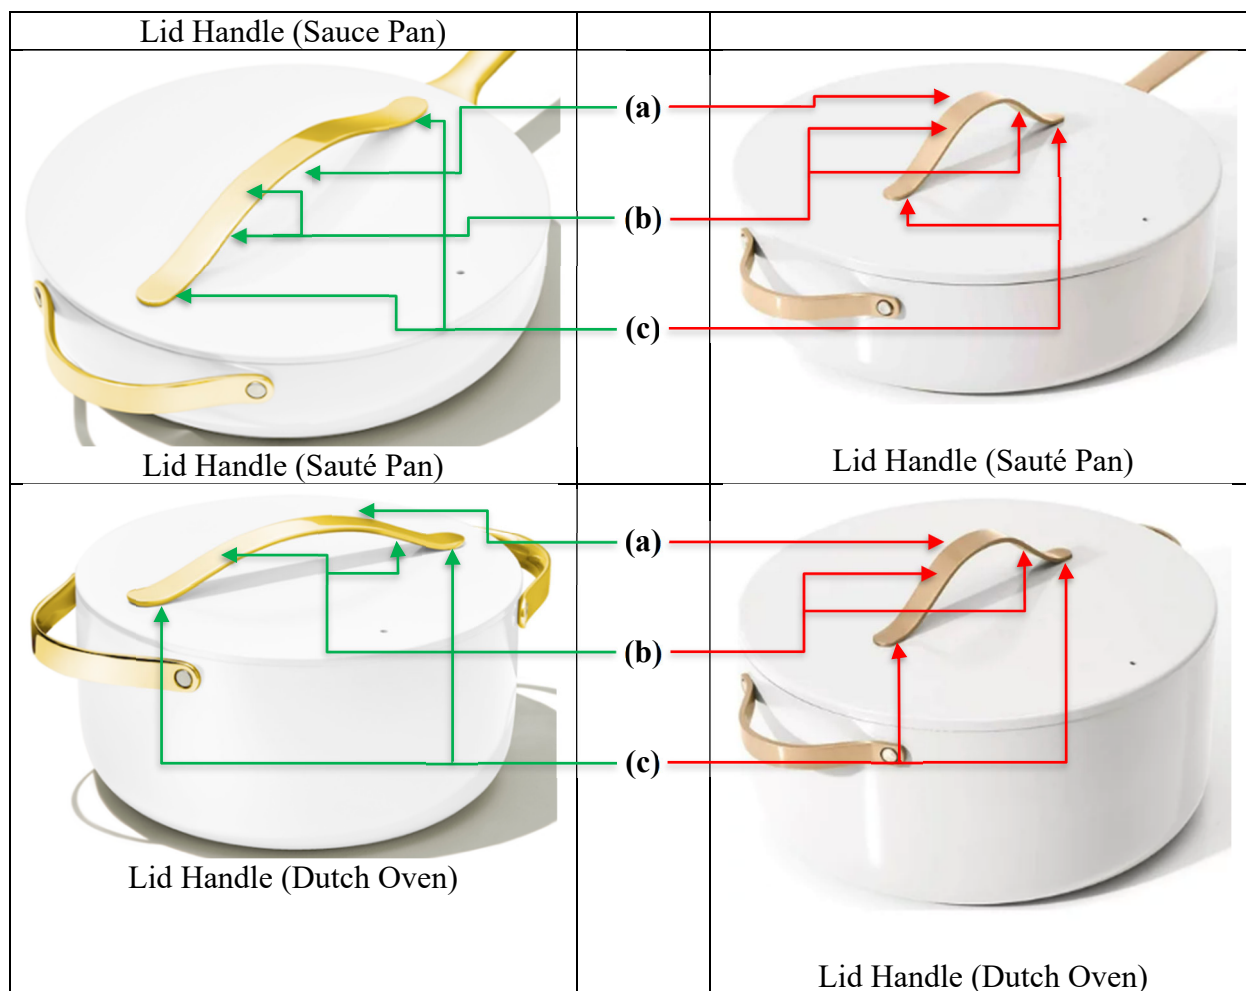 Lid Handle (Sauce Pan)
(a)
(b)
(c)
Lid Handle (Sauté Pan)
Lid Handle (Sauté Pan)
(a)
(b)
(c)
Lid Handle (Dutch Oven)
Lid Handle (Dutch Oven)